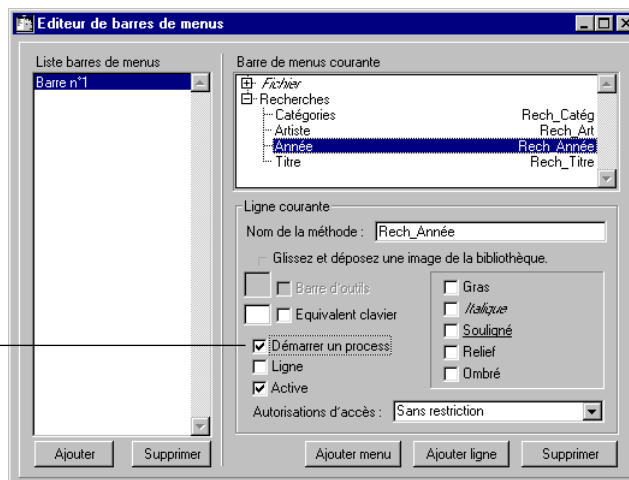 Editeur de barres de menus
Liste barres de menus
Barre n°1
Ajouter
Supprimer
Barre de menus courante
Fichier
Recherches
Catégories Rech_Catég
Artiste Rech_Art
Année Rech_Année
Titre Rech_Titre
Ligne courante
Nom de la méthode : Rech_Année
Glissez et déposez une image de la bibliothèque.
Barre d'outils
Equivalent clavier
Démarrer un process
Ligne
Active
Gras
Italique
Souligné
Relief
Ombré
Autorisations d'accès : Sans restriction
Ajouter menu
Ajouter ligne
Supprimer